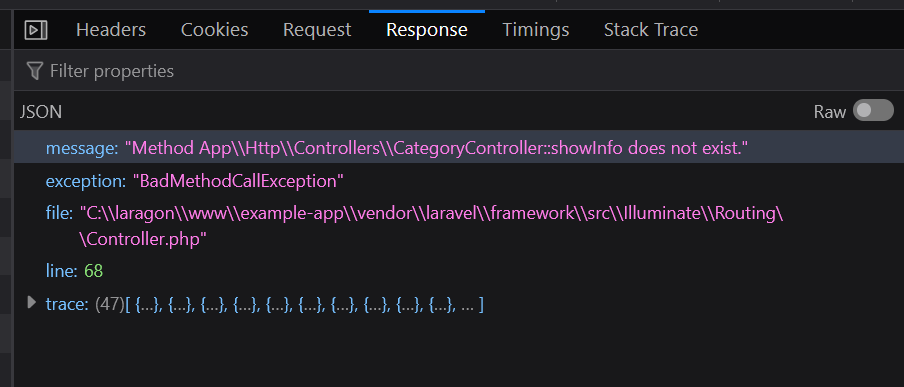 Headers Cookies Request Response Timings Stack Trace
Filter properties
JSON Raw
message: "Method App\\Http\\Controllers\\CategoryController::showInfo does not exist."
exception: "BadMethodCallException"
file: "C:\\laragon\\www\\example-app\\vendor\\laravel\\framework\\src\\Illuminate\\Routing\
\Controller.php"
line: 68
trace: (47)[ {…}, {…}, {…}, {…}, {…}, {…}, {…}, {…}, {…}, {…}, … ]